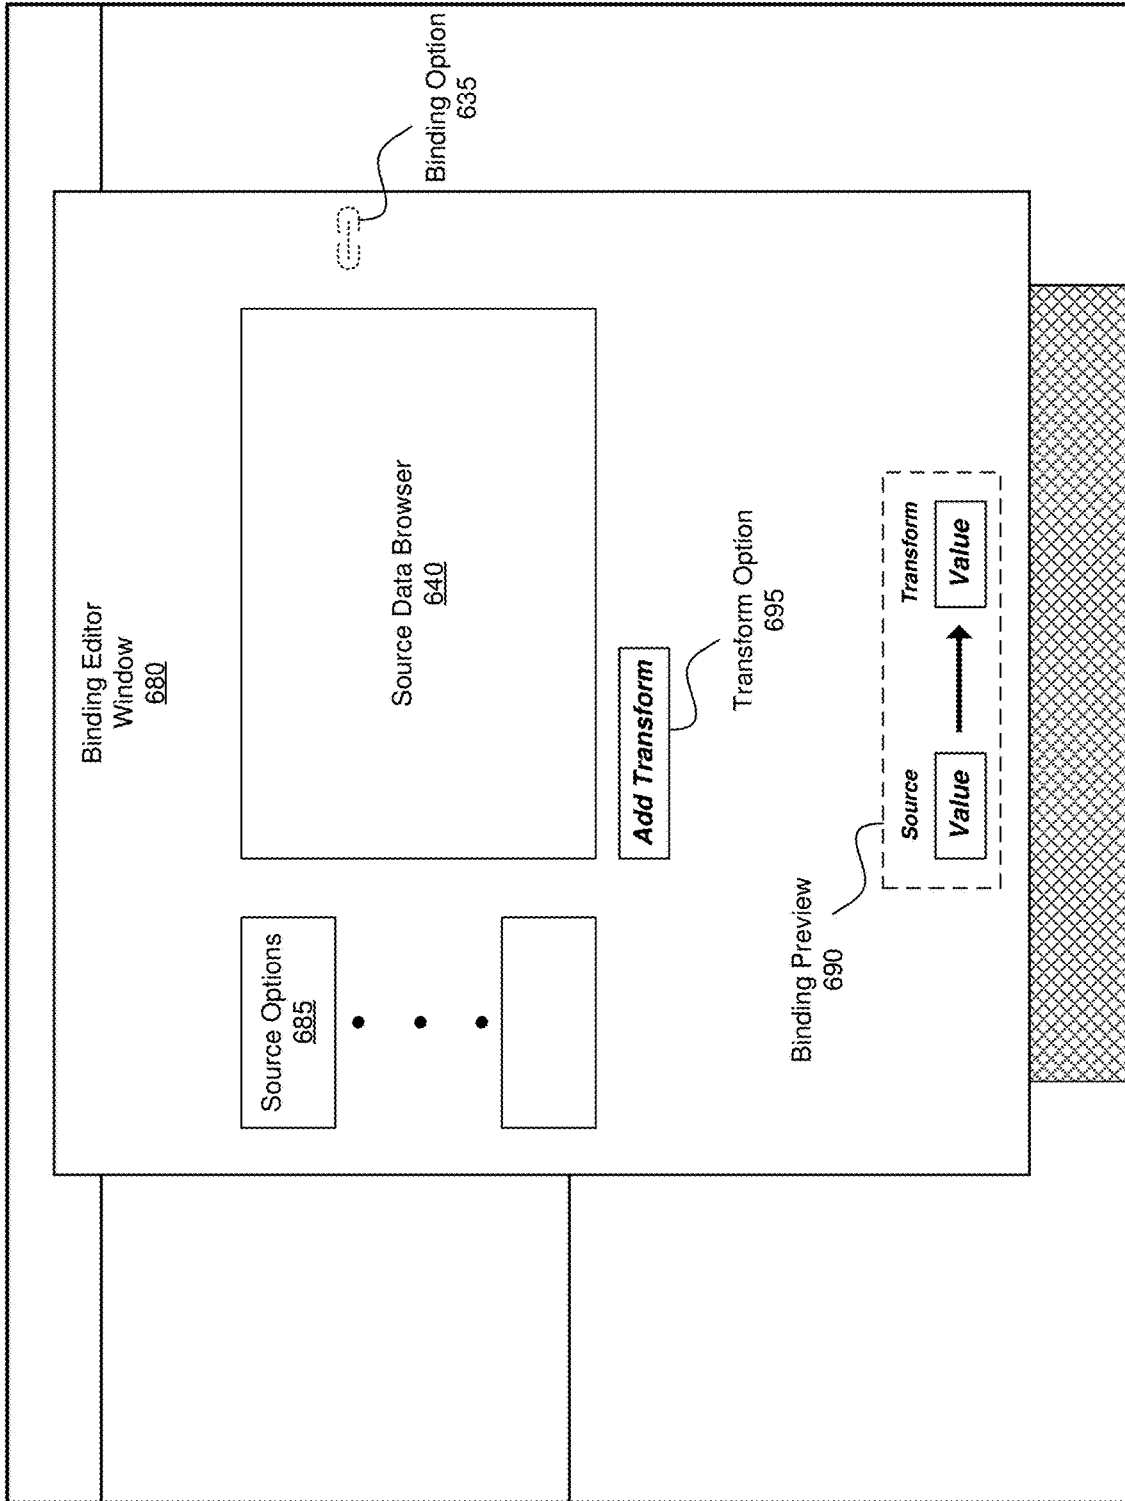 Binding Editor
Window
680
Source Options
685
Source Data Browser
640
Binding Option
635
Add Transform
Transform Option
695
Binding Preview
690
Source
Transform
Value
Value